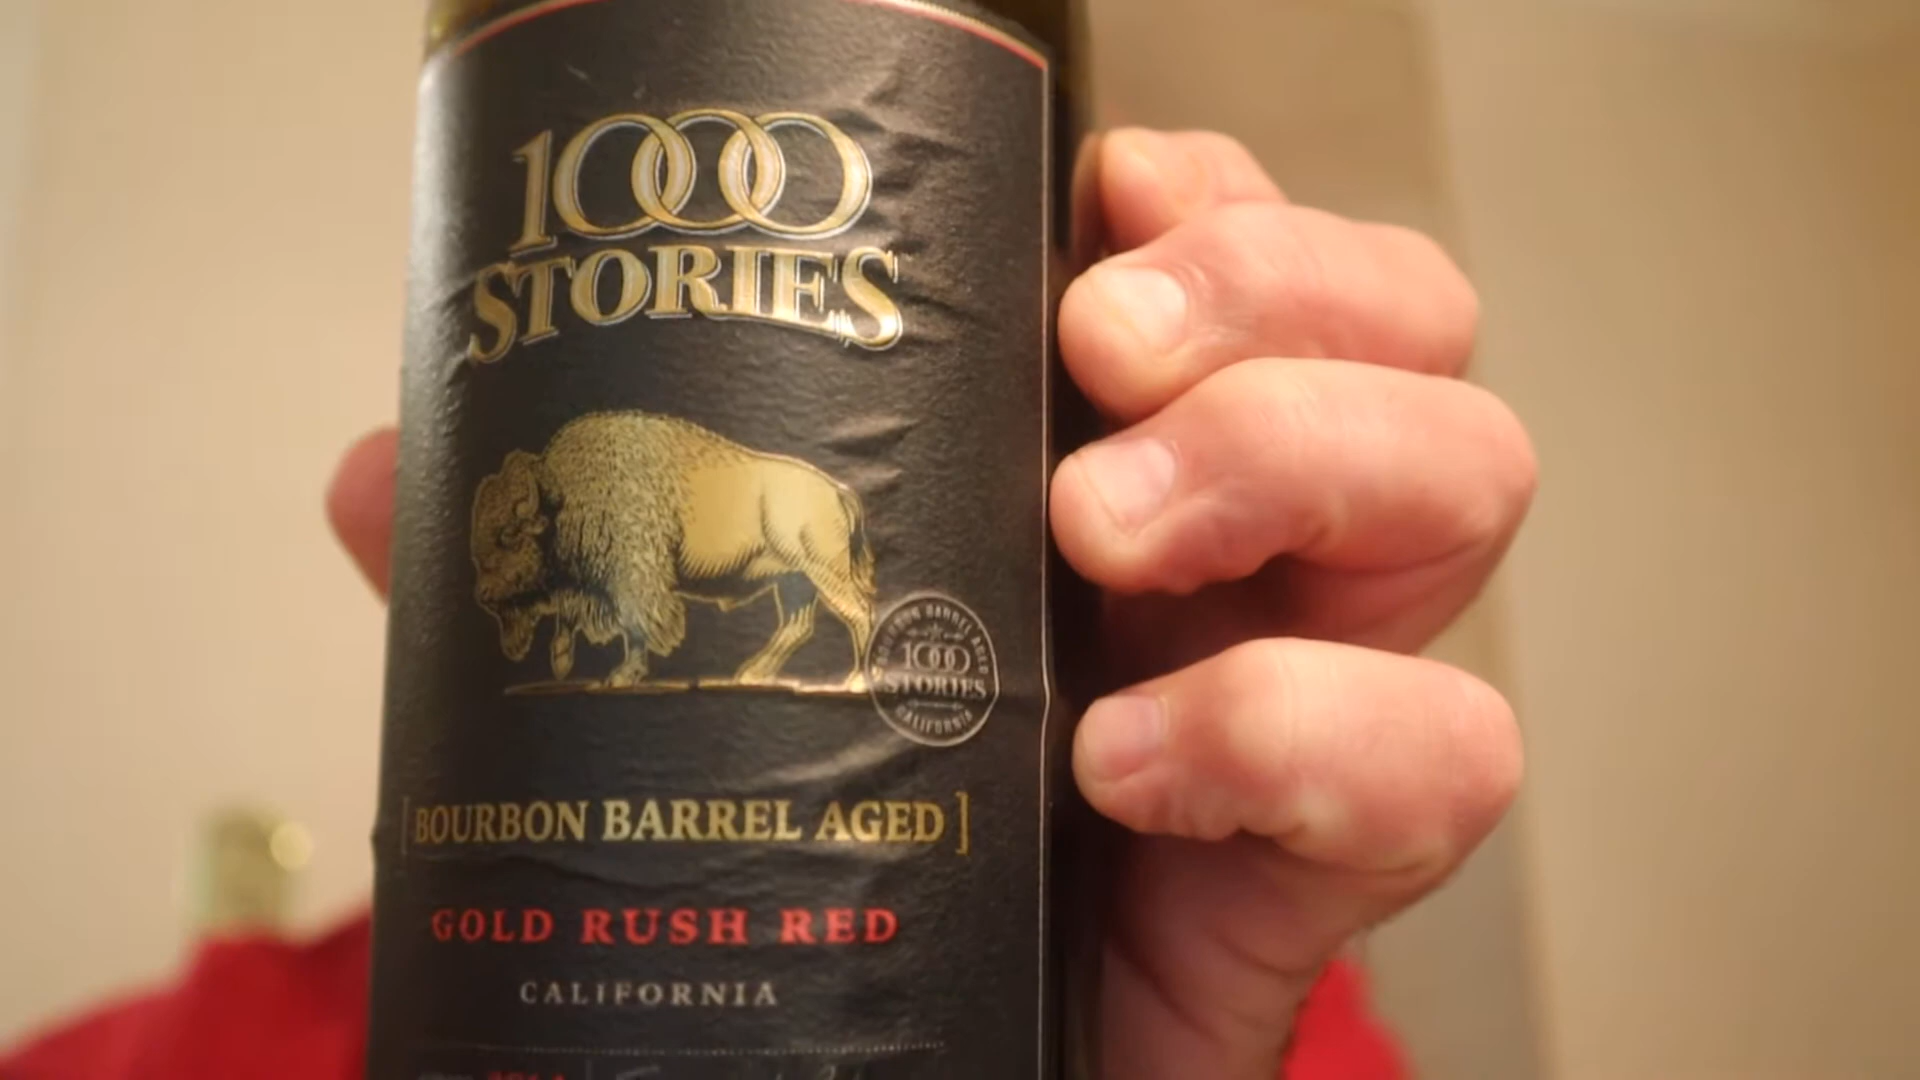 1000
STORIES
BOURBON BARREL AGED
1000
STORIES
CALIFORNIA
[BOURBON BARREL AGED]
GOLD RUSH RED
CALIFORNIA